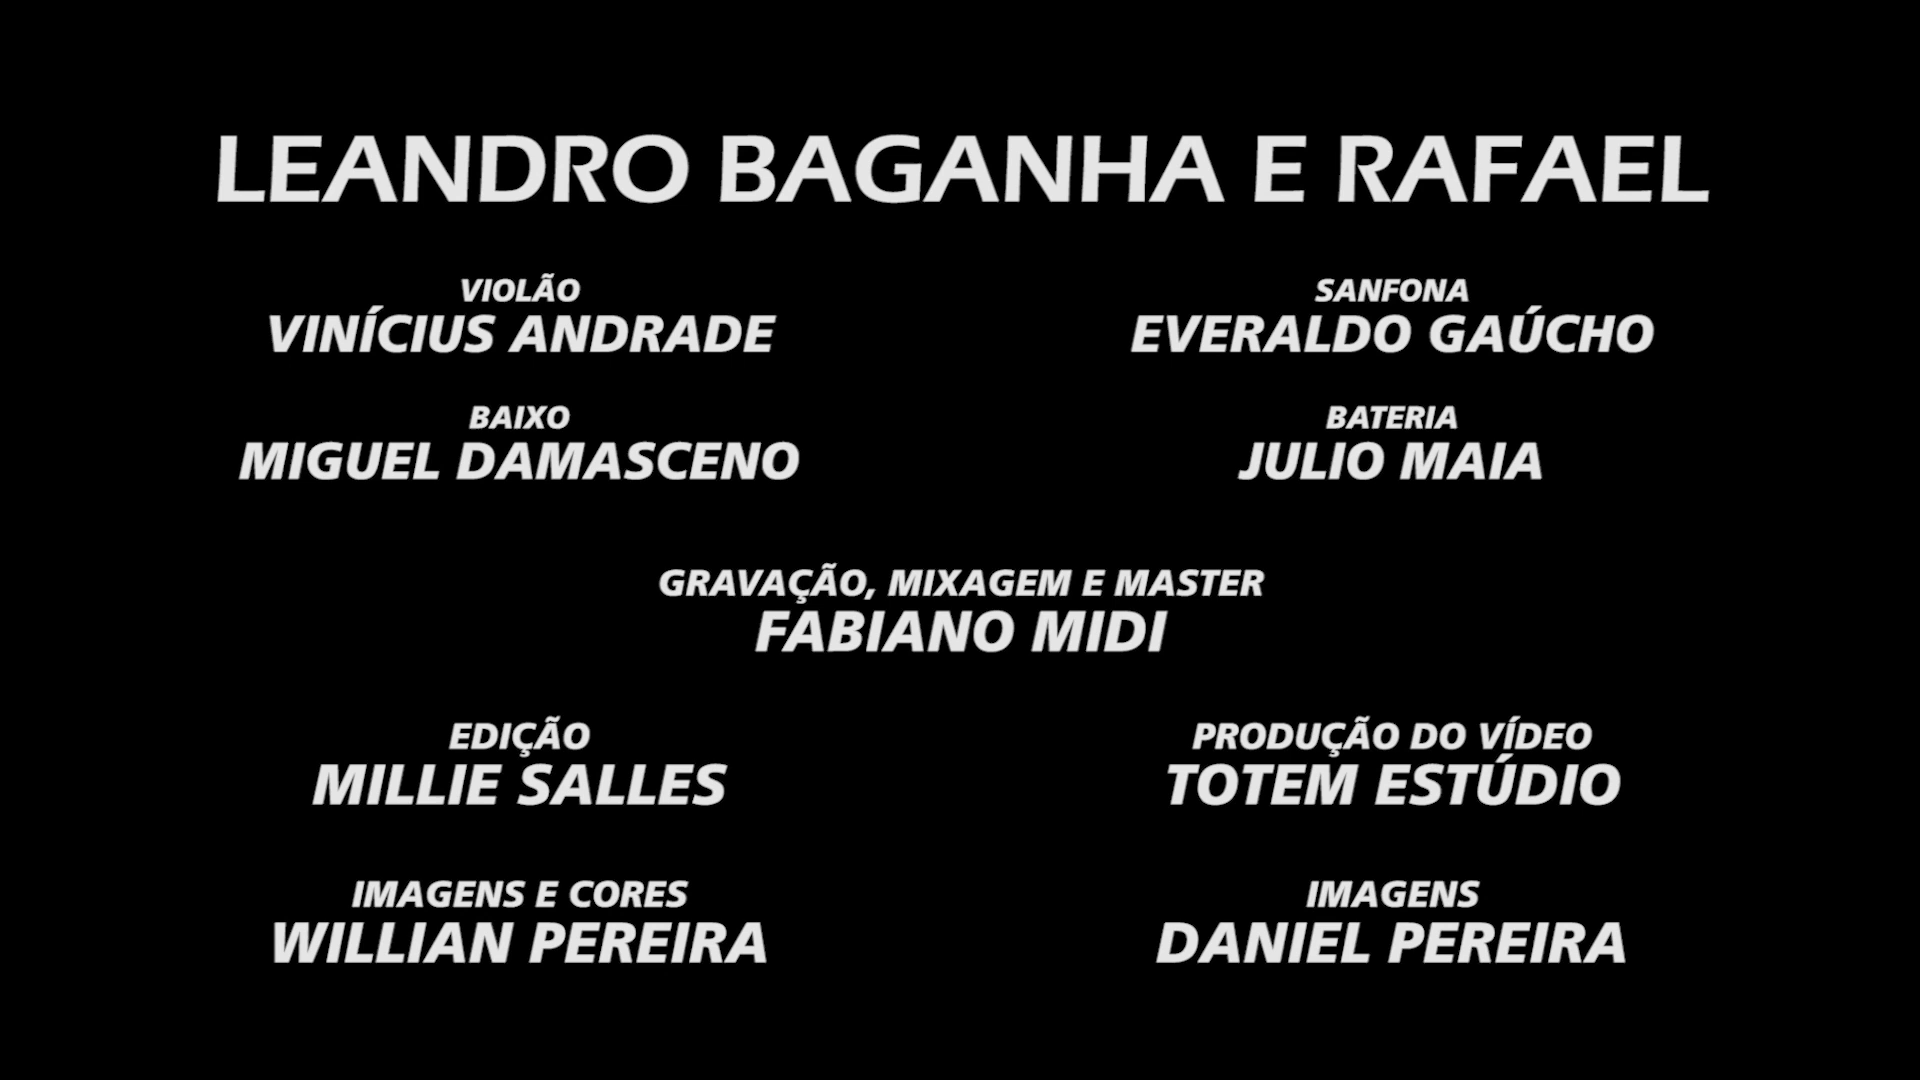 LEANDRO BAGANHA E RAFAEL
VIOLÃO
VINÍCIUS ANDRADE
SANFONA
EVERALDO GAÚCHO
BAIXO
MIGUEL DAMASCENO
BATERIA
JULIO MAIA
GRAVAÇÃO, MIXAGEM E MASTER
FABIANO MIDI
EDIÇÃO
MILLIE SALLES
PRODUÇÃO DO VÍDEO
TOTEM ESTÚDIO
IMAGENS E CORES
WILLIAN PEREIRA
IMAGENS
DANIEL PEREIRA